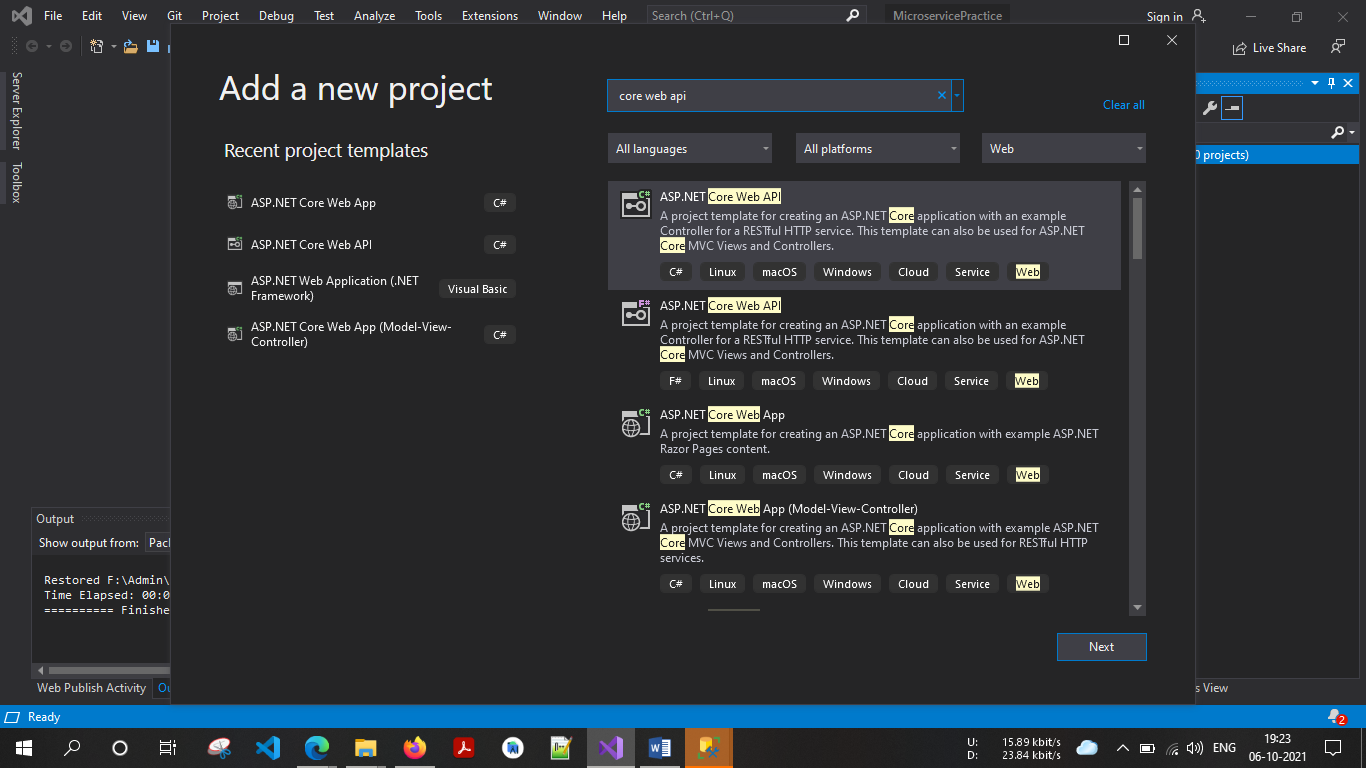 File Edit View Git Project Debug Test Analyze Tools Extensions Window Help Search (Ctrl+Q) MicroservicePractice Sign in
Live Share
Server Explorer
Toolbox
Add a new project
core web api
Clear all
Recent project templates
All languages All platforms Web
ASP.NET Core Web App C#
ASP.NET Core Web API C#
ASP.NET Web Application (.NET
Framework)
Visual Basic
ASP.NET Core Web App (Model-View-
Controller)
C#
C#
ASP.NET Core Web API
A project template for creating an ASP.NET Core application with an example
Controller for a RESTful HTTP service. This template can also be used for ASP.NET
Core MVC Views and Controllers.
C# Linux macOS Windows Cloud Service Web
F#
ASP.NET Core Web API
A project template for creating an ASP.NET Core application with an example
Controller for a RESTful HTTP service. This template can also be used for ASP.NET
Core MVC Views and Controllers.
F# Linux macOS Windows Cloud Service Web
C#
ASP.NET Core Web App
A project template for creating an ASP.NET Core application with example ASP.NET
Razor Pages content.
C# Linux macOS Windows Cloud Service Web
C#
ASP.NET Core Web App (Model-View-Controller)
A project template for creating an ASP.NET Core application with example ASP.NET
Core MVC Views and Controllers. This template can also be used for RESTful HTTP
services.
C# Linux macOS Windows Cloud Service Web
Next
0 projects)
Output
Show output from: Pack
Restored F:\Admin\
Time Elapsed: 00:0
========== Finishe
Web Publish Activity Ou
s View
Ready
2
U: 15.89 kbit/s
D: 23.84 kbit/s
ENG
19:23
06-10-2021